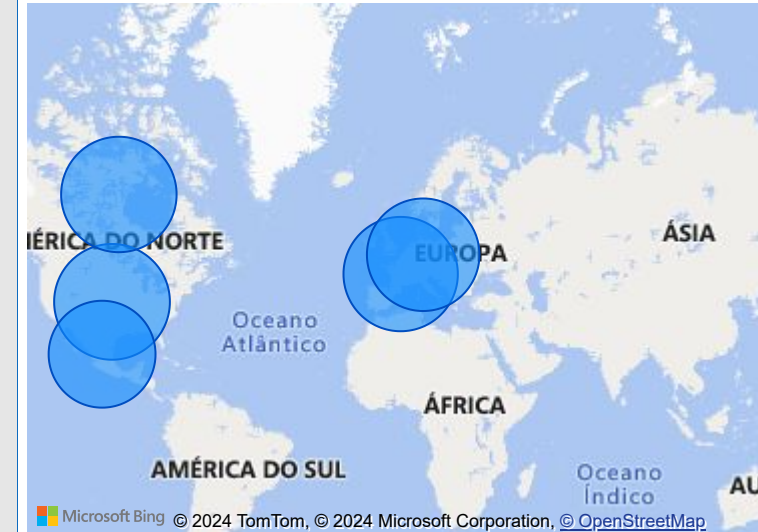 ÁSIA
IÉRICA DO NORTE
EUROPA
Oceano
Atlântico
ÁFRICA
AMÉRICA DO SUL
Oceano
Índico
AU
Microsoft Bing
© 2024 TomTom, © 2024 Microsoft Corporation, © OpenStreetMap